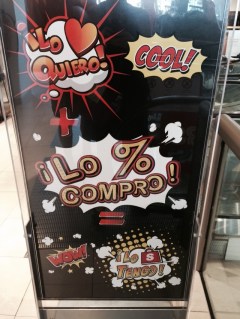 ¡LO
QUIERO!
COOL!
+
¡LO %
COMPRO!
=
WOW!
¡LO S
TENGO!